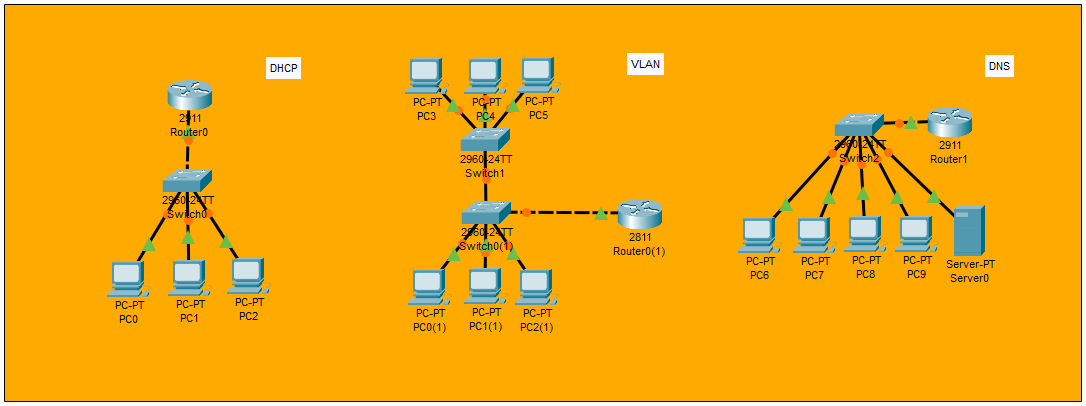 DHCP
2911
Router0
2960-24TT
Switch0
PC-PT
PC0
PC-PT
PC1
PC-PT
PC2
VLAN
PC-PT
PC3
PC-PT
PC4
PC-PT
PC5
2960-24TT
Switch1
2960-24TT
Switch0(1)
2811
Router0(1)
PC-PT
PC0(1)
PC-PT
PC1(1)
PC-PT
PC2(1)
DNS
2960-24TT
Switch2
2911
Router1
PC-PT
PC6
PC-PT
PC7
PC-PT
PC8
PC-PT
PC9
Server-PT
Server0